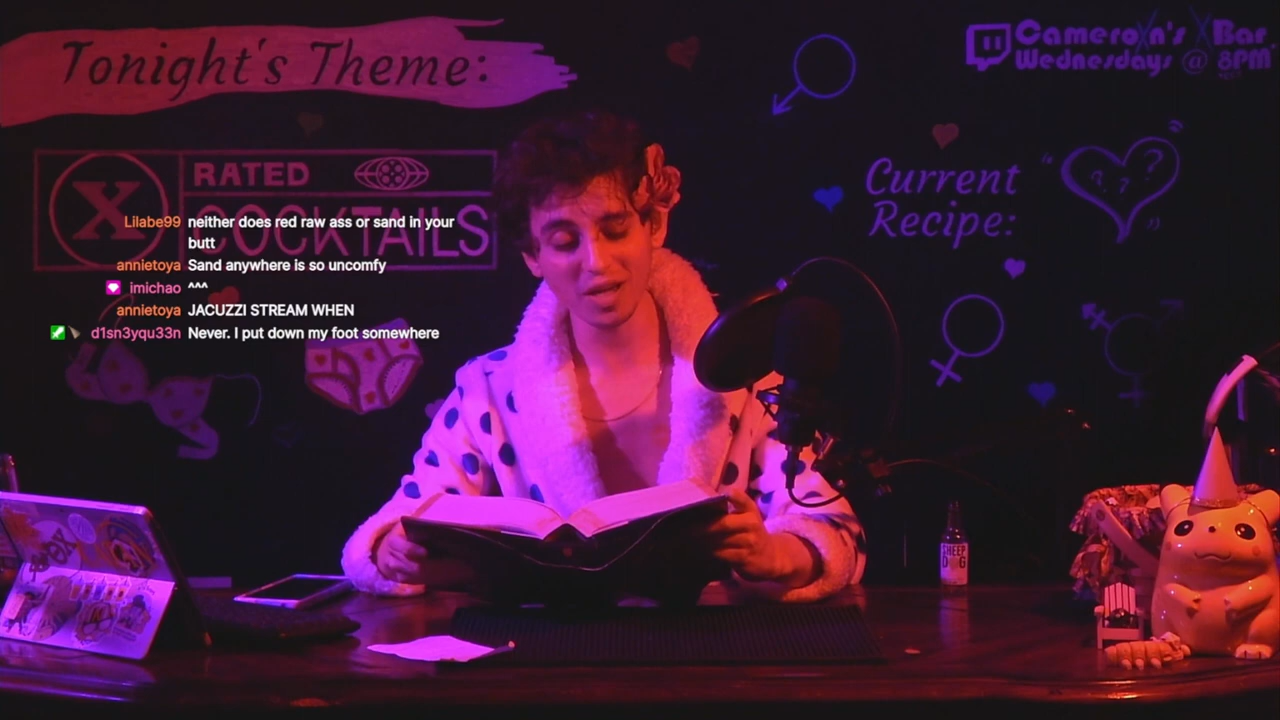 Tonight's Theme:
X RATED
COCKTAILS
Cameron's Bar
Wednesdays @ 8PM
Current
Recipe:
? ? ?
Lilabe99 neither does red raw ass or sand in your
butt
annietoya Sand anywhere is so uncomfy
imichao ^^^
annietoya JACUZZI STREAM WHEN
d1sn3yqu33n Never. I put down my foot somewhere
SHEEP
DOG